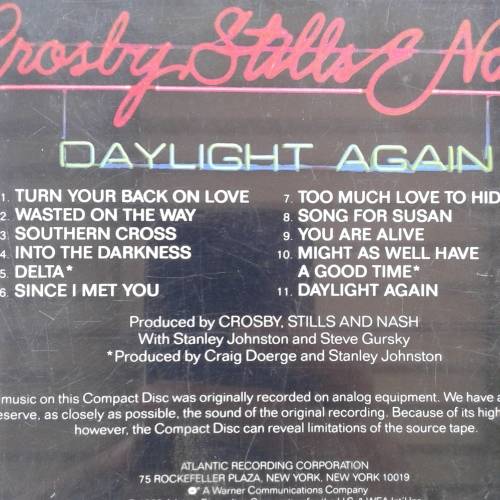 Crosby, Stills & Na
DAYLIGHT AGAIN
1. TURN YOUR BACK ON LOVE
2. WASTED ON THE WAY
3. SOUTHERN CROSS
4. INTO THE DARKNESS
5. DELTA*
6. SINCE I MET YOU
7. TOO MUCH LOVE TO HID
8. SONG FOR SUSAN
9. YOU ARE ALIVE
10. MIGHT AS WELL HAVE
A GOOD TIME*
11. DAYLIGHT AGAIN
Produced by CROSBY, STILLS AND NASH
With Stanley Johnston and Steve Gursky
*Produced by Craig Doerge and Stanley Johnston
music on this Compact Disc was originally recorded on analog equipment. We have a
eserve, as closely as possible, the sound of the original recording. Because of its high
however, the Compact Disc can reveal limitations of the source tape.
ATLANTIC RECORDING CORPORATION
75 ROCKEFELLER PLAZA, NEW YORK, NEW YORK 10019
A Warner Communications Company